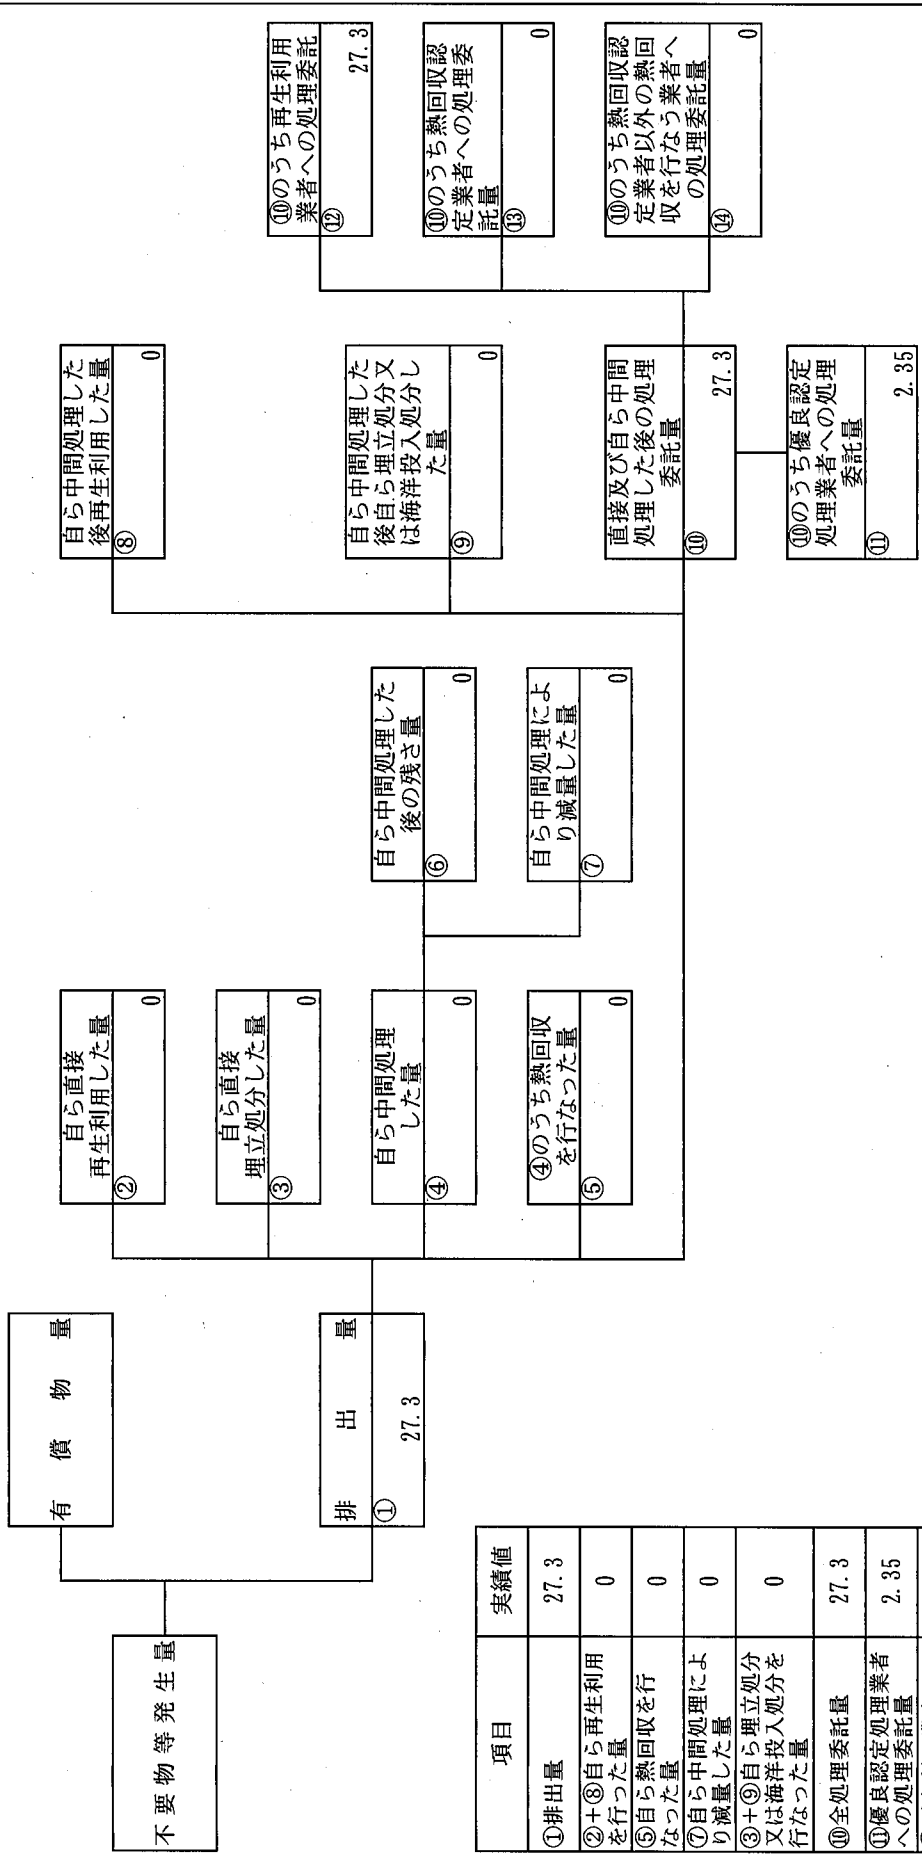 不要物等発生量
有償物量
排出量
①
27.3
自ら直接
再生利用した量
②
0
自ら直接
埋立処分した量
③
0
自ら中間処理
した量
④
0
④のうち熱回収
を行なった量
⑤
0
自ら中間処理した
後の残さ量
⑥
0
自ら中間処理によ
り減量した量
⑦
0
自ら中間処理した
後再生利用した量
⑧
0
自ら中間処理した
後自ら埋立処分又
は海洋投入処分し
た量
⑨
0
直接及び自ら中間
処理した後の処理
委託量
⑩
27.3
⑩のうち優良認定
処理業者への処理
委託量
⑪
2.35
⑩のうち再生利用
業者への処理委託
⑫
27.3
⑩のうち熱回収認
定業者への処理委
託量
⑬
0
⑩のうち熱回収認
定業者以外の熱回
収を行なう業者へ
の処理委託量
⑭
0
項目 実績値
①排出量 27.3
②+⑧自ら再生利用
を行った量 0
⑤自ら熱回収を行
なった量 0
⑦自ら中間処理によ
り減量した量 0
③+⑨自ら埋立処分
又は海洋投入処分を
行なった量 0
⑩全処理委託量 27.3
⑪優良認定処理業者
への処理委託量 2.35